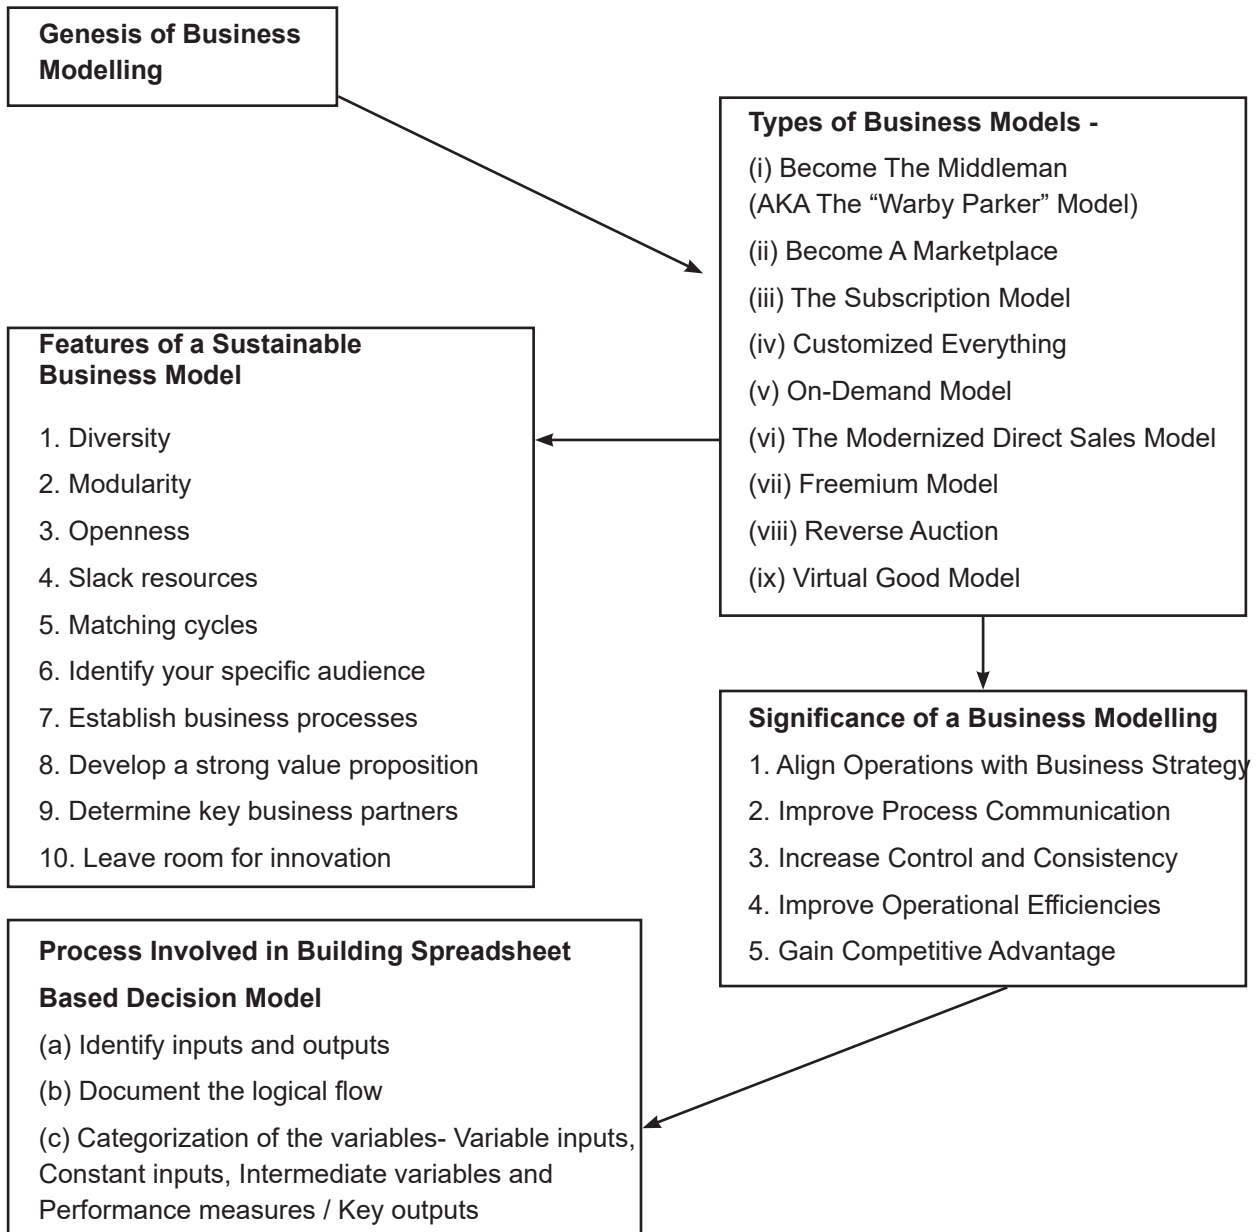 Genesis of Business
Modelling
Types of Business Models -
(i) Become The Middleman
(AKA The “Warby Parker” Model)
(ii) Become A Marketplace
(iii) The Subscription Model
(iv) Customized Everything
(v) On-Demand Model
(vi) The Modernized Direct Sales Model
(vii) Freemium Model
(viii) Reverse Auction
(ix) Virtual Good Model
Features of a Sustainable
Business Model
1. Diversity
2. Modularity
3. Openness
4. Slack resources
5. Matching cycles
6. Identify your specific audience
7. Establish business processes
8. Develop a strong value proposition
9. Determine key business partners
10. Leave room for innovation
Significance of a Business Modelling
1. Align Operations with Business Strategy
2. Improve Process Communication
3. Increase Control and Consistency
4. Improve Operational Efficiencies
5. Gain Competitive Advantage
Process Involved in Building Spreadsheet
Based Decision Model
(a) Identify inputs and outputs
(b) Document the logical flow
(c) Categorization of the variables- Variable inputs,
Constant inputs, Intermediate variables and
Performance measures / Key outputs